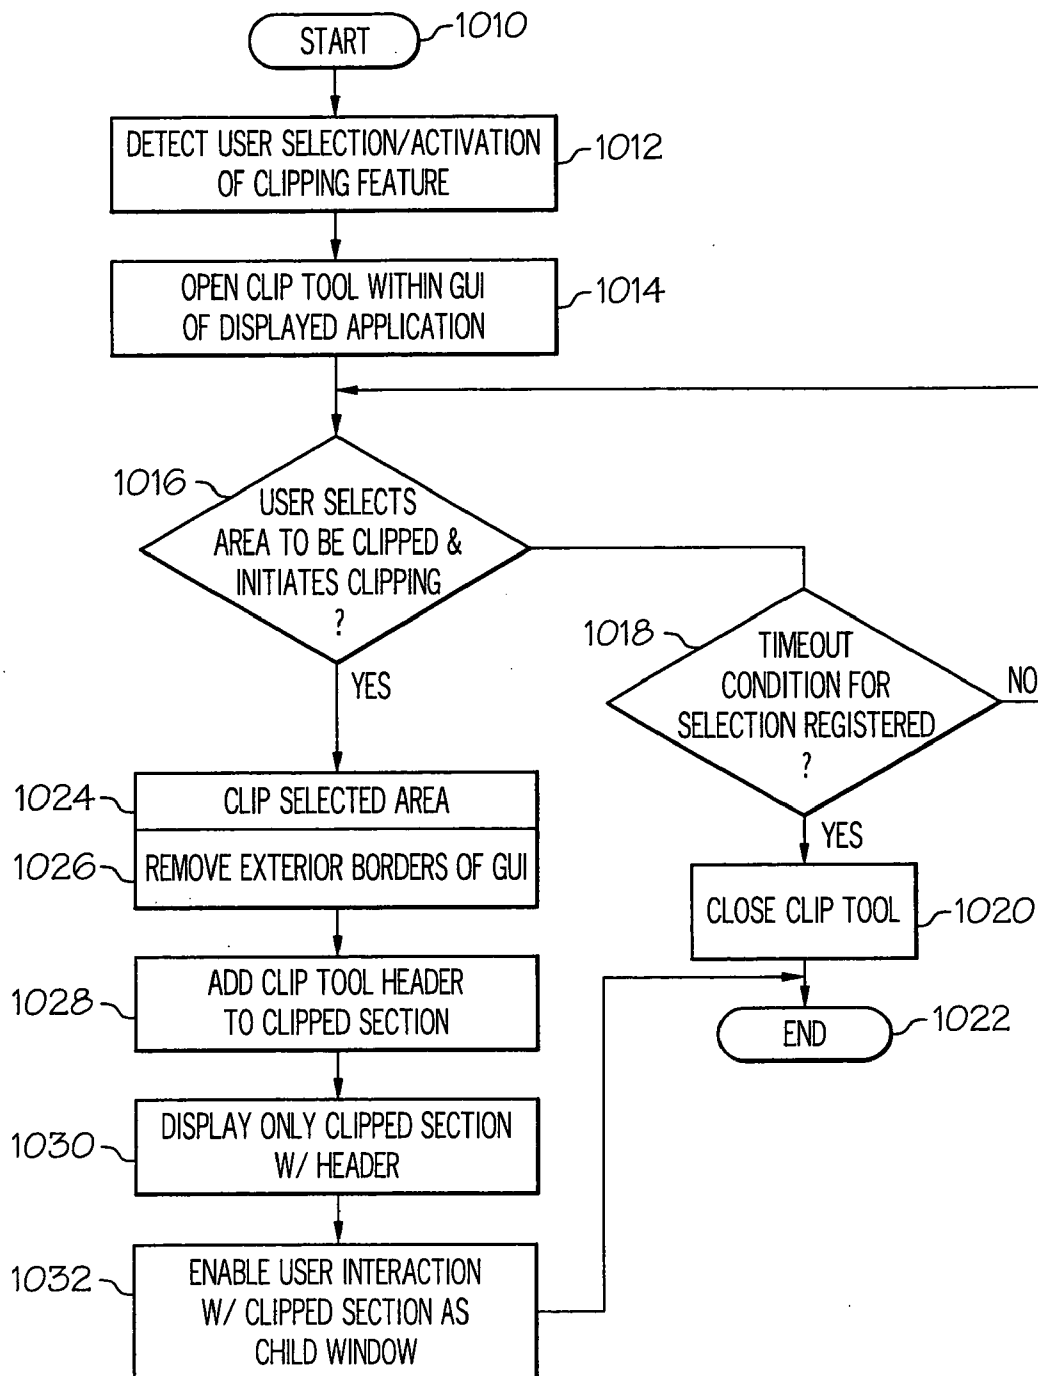 START
1010
DETECT USER SELECTION/ACTIVATION
OF CLIPPING FEATURE
1012
OPEN CLIP TOOL WITHIN GUI
OF DISPLAYED APPLICATION
1014
1016
USER SELECTS
AREA TO BE CLIPPED &
INITIATES CLIPPING
?
YES
1018
TIMEOUT
CONDITION FOR
SELECTION REGISTERED
?
NO
YES
1024
CLIP SELECTED AREA
1026
REMOVE EXTERIOR BORDERS OF GUI
CLOSE CLIP TOOL
1020
1028
ADD CLIP TOOL HEADER
TO CLIPPED SECTION
END
1022
1030
DISPLAY ONLY CLIPPED SECTION
W/ HEADER
1032
ENABLE USER INTERACTION
W/ CLIPPED SECTION AS
CHILD WINDOW